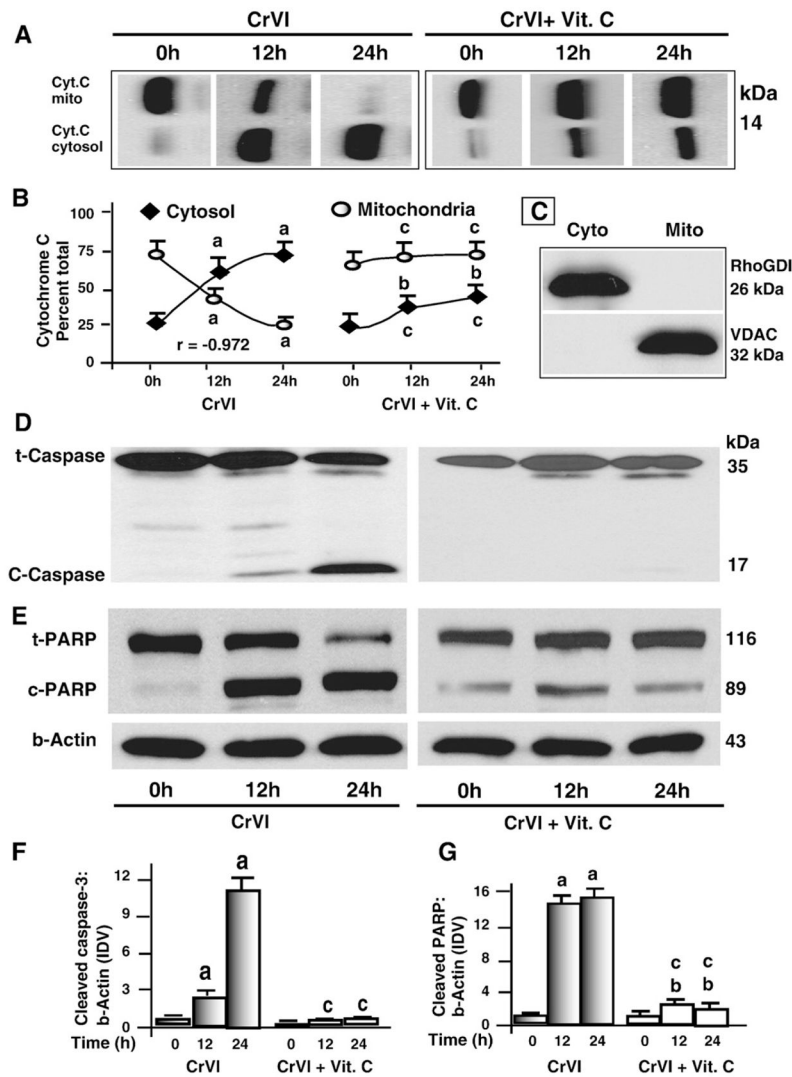 A
CrVI
CrVI+ Vit. C
0h 12h 24h 0h 12h 24h
Cyt.C
mito
Cyt.C
cytosol
kDa
14
B
100
75
50
25
0
Cytochrome C
Percent total
Cytosol
Mitochondria
a a
a
a
r = -0.972
c c
b b
c c
0h 12h 24h 0h 12h 24h
CrVI CrVI + Vit. C
C
Cyto Mito
RhoGDI
26 kDa
VDAC
32 kDa
D
t-Caspase
C-Caspase
kDa
35
17
E
t-PARP
c-PARP
b-Actin
116
89
43
0h 12h 24h 0h 12h 24h
CrVI CrVI + Vit. C
F
Cleaved caspase-3:
b-Actin (IDV)
12
9
6
3
0
a a c c
Time (h) 0 12 24 0 12 24
CrVI CrVI + Vit. C
G
Cleaved PARP:
b-Actin (IDV)
16
12
8
4
0
a a
c c
b b
Time (h) 0 12 24 0 12 24
CrVI CrVI + Vit. C